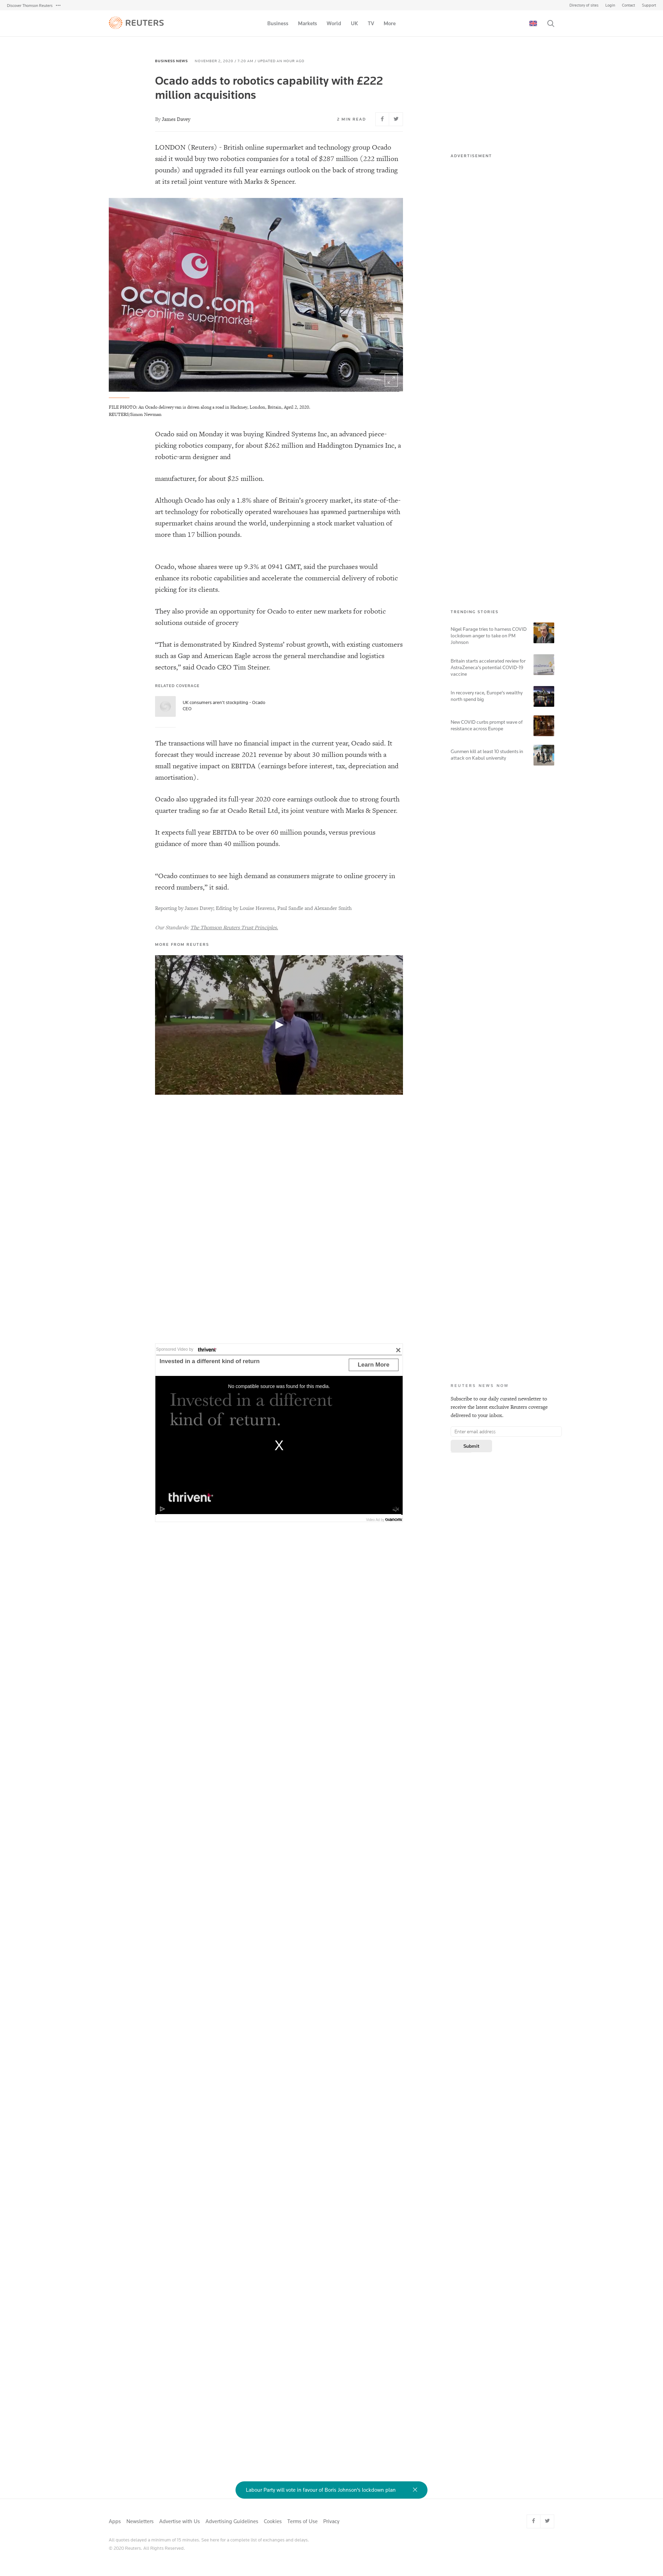 Discover Thomson Reuters
Directory of sites Login Contact Support
REUTERS
Business Markets World UK TV More
BUSINESS NEWS NOVEMBER 2, 2020 / 7:25 AM / UPDATED AN HOUR AGO
Ocado adds to robotics capability with £222
million acquisitions
By James Davey
2 MIN READ
LONDON (Reuters) - British online supermarket and technology group Ocado
said it would buy two robotics companies for a total of $287 million (222 million
pounds) and upgraded its full year earnings outlook on the back of strong trading
at its retail joint venture with Marks & Spencer.
ocado.com
The online supermarket
FILE PHOTO: An Ocado delivery van is driven along a road in Hackney, London, Britain, April 2, 2020.
REUTERS/Simon Newman
Ocado said on Monday it was buying Kindred Systems Inc, an advanced piece-
picking robotics company, for about $262 million and Haddington Dynamics Inc, a
robotic-arm designer and
manufacturer, for about $25 million.
Although Ocado has only a 1.8% share of Britain's grocery market, its state-of-the-
art technology for robotically operated warehouses has spawned partnerships with
supermarket chains around the world, underpinning a stock market valuation of
more than 17 billion pounds.
Ocado, whose shares were up 9.3% at 0941 GMT, said the purchases would
enhance its robotic capabilities and accelerate the commercial delivery of robotic
picking for its clients.
They also provide an opportunity for Ocado to enter new markets for robotic
solutions outside of grocery
“That is demonstrated by Kindred Systems’ robust growth, with existing customers
such as Gap and American Eagle across the general merchandise and logistics
sectors,” said Ocado CEO Tim Steiner.
RELATED COVERAGE
UK consumers aren't stockpiling - Ocado
CEO
The transactions will have no financial impact in the current year, Ocado said. It
forecast they would increase 2021 revenue by about 30 million pounds with a
small negative impact on EBITDA (earnings before interest, tax, depreciation and
amortisation).
Ocado also upgraded its full-year 2020 core earnings outlook due to strong fourth
quarter trading so far at Ocado Retail Ltd, its joint venture with Marks & Spencer.
It expects full year EBITDA to be over 60 million pounds, versus previous
guidance of more than 40 million pounds.
“Ocado continues to see high demand as consumers migrate to online grocery in
record numbers,” it said.
Reporting by James Davey; Editing by Louise Heavens, Paul Sandle and Alexander Smith
Our Standards: The Thomson Reuters Trust Principles.
MORE FROM REUTERS
Sponsored Video by thrivent
Invested in a different kind of return
Learn More
No compatible source was found for this media.
Invested in a different
kind of return.
X
thrivent
ADVERTISEMENT
TRENDING STORIES
Nigel Farage tries to harness COVID
lockdown anger to take on PM
Johnson
Britain starts accelerated review for
AstraZeneca's potential COVID-19
vaccine
In recovery race, Europe's wealthy
north spend big
New COVID curbs prompt wave of
resistance across Europe
Gunmen kill at least 10 students in
attack on Kabul university
REUTERS NEWS NOW
Subscribe to our daily curated newsletter to
receive the latest exclusive Reuters coverage
delivered to your inbox.
Enter email address
Submit
Labour Party will vote in favour of Boris Johnson's lockdown plan
Apps Newsletters Advertise with Us Advertising Guidelines Cookies Terms of Use Privacy
All quotes delayed a minimum of 15 minutes. See here for a complete list of exchanges and delays.
© 2020 Reuters. All Rights Reserved.